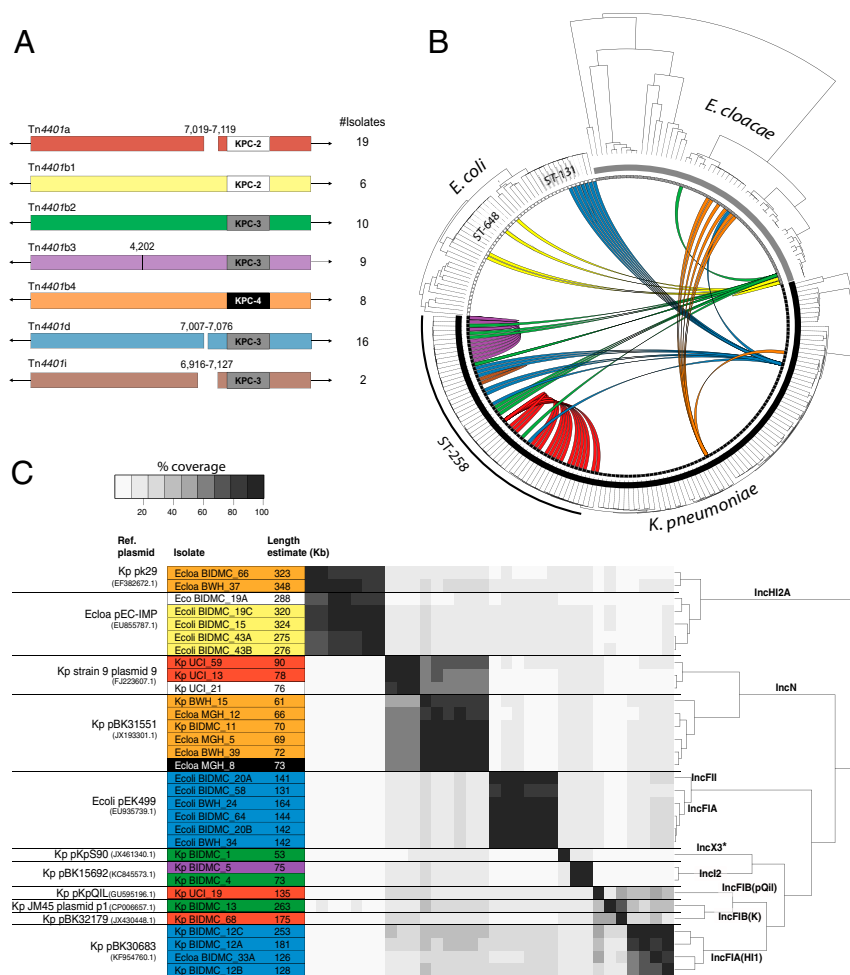 A
#Isolates
Tn4401a
7,019-7,119
KPC-2
19
Tn4401b1
KPC-2
6
Tn4401b2
KPC-3
10
Tn4401b3
4,202
KPC-3
9
Tn4401b4
KPC-4
8
Tn4401d
7,007-7,076
KPC-3
16
Tn4401i
6,916-7,127
KPC-3
2
B
E. coli
ST-648
ST-131
E. cloacae
ST-258
K. pneumoniae
C
% coverage
20 40 60 80 100
Ref. plasmid
Isolate
Length estimate (Kb)
Kp pk29
(EF382672.1)
Ecloa BIDMC_66 323
Ecloa BWH_37 348
IncHI2A
Ecloa pEC-IMP
(EU855787.1)
Eco BIDMC_19A 288
Ecoli BIDMC_19C 320
Ecoli BIDMC_15 324
Ecoli BIDMC_43A 275
Ecoli BIDMC_43B 276
Kp strain 9 plasmid 9
(FJ223607.1)
Kp UCI_59 90
Kp UCI_13 78
Kp UCI_21 76
IncN
Kp pBK31551
(JX193301.1)
Kp BWH_15 61
Ecloa MGH_12 66
Kp BIDMC_11 70
Ecloa MGH_5 69
Ecloa BWH_39 72
Ecloa MGH_8 73
Ecoli pEK499
(EU935739.1)
Ecoli BIDMC_20A 141
Ecoli BIDMC_58 131
Ecoli BWH_24 164
Ecoli BIDMC_64 144
Ecoli BIDMC_20B 142
Ecoli BWH_34 142
IncFII
IncFIA
Kp pKpS90 (JX461340.1)
Kp BIDMC_1 53
IncX3*
Kp pBK15692 (KC845573.1)
Kp BIDMC_5 75
Kp BIDMC_4 73
IncI2
Kp pKpQIL (GU595196.1)
Kp UCI_19 135
IncFIB(pQil)
Kp JM45 plasmid p1 (CP006657.1)
Kp BIDMC_13 263
Kp pBK32179 (JX430448.1)
Kp BIDMC_68 175
IncFIB(K)
Kp pBK30683
(KF954760.1)
Kp BIDMC_12C 253
Kp BIDMC_12A 181
Ecloa BIDMC_33A 126
Kp BIDMC_12B 128
IncFIA(HI1)